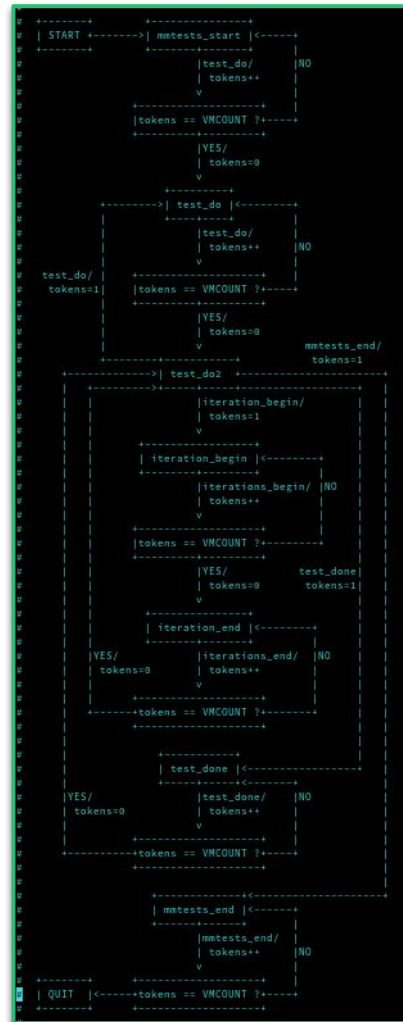 START mmtests_start
test_do/ NO
tokens++
tokens == VMCOUNT ?
YES/
tokens=0
test_do
test_do/
tokens++ NO
test_do/
tokens=1 tokens == VMCOUNT ?
YES/
tokens=0
mmtests_end/
tokens=1
test_do2
iteration_begin/
tokens=1
iteration_begin
iterations_begin/ NO
tokens++
tokens == VMCOUNT ?
YES/ test_done
tokens=0 tokens=1
iteration_end
YES/ iterations_end/ NO
tokens=0 tokens++
tokens == VMCOUNT ?
test_done
YES/ test_done/ NO
tokens=0 tokens++
tokens == VMCOUNT ?
mmtests_end
mmtests_end/
tokens++ NO
QUIT tokens == VMCOUNT ?